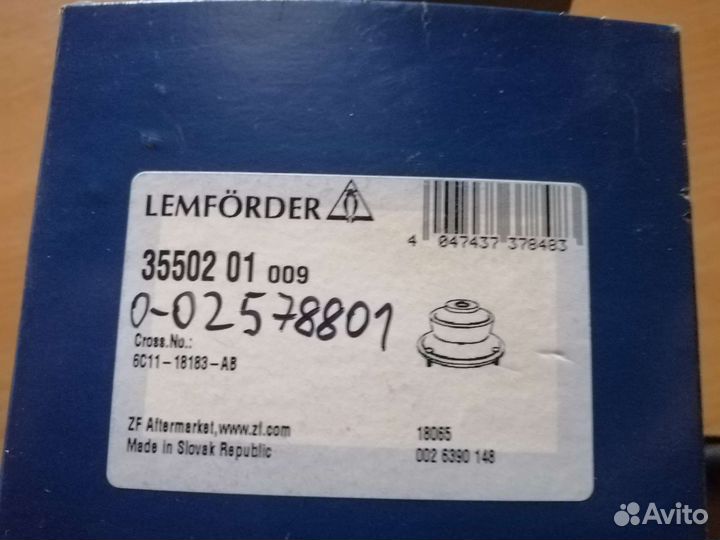 LEMFÖRDER
4 047437 378483
35502 01 009
0-02578801
Cross.No.:
6C11-18183-AB
ZF Aftermarket,www.zf.com
Made in Slovak Republic
18065
002 6390 148
Avito